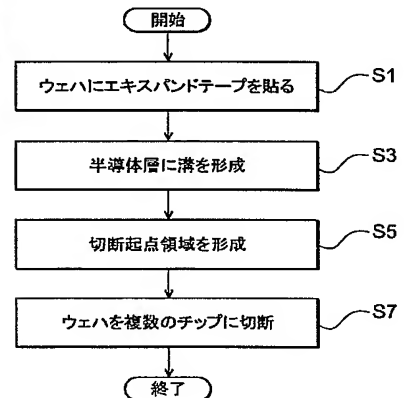 開始
ウェハにエキスパンドテープを貼る
S1
半導体層に溝を形成
S3
切断起点領域を形成
S5
ウェハを複数のチップに切断
S7
終了